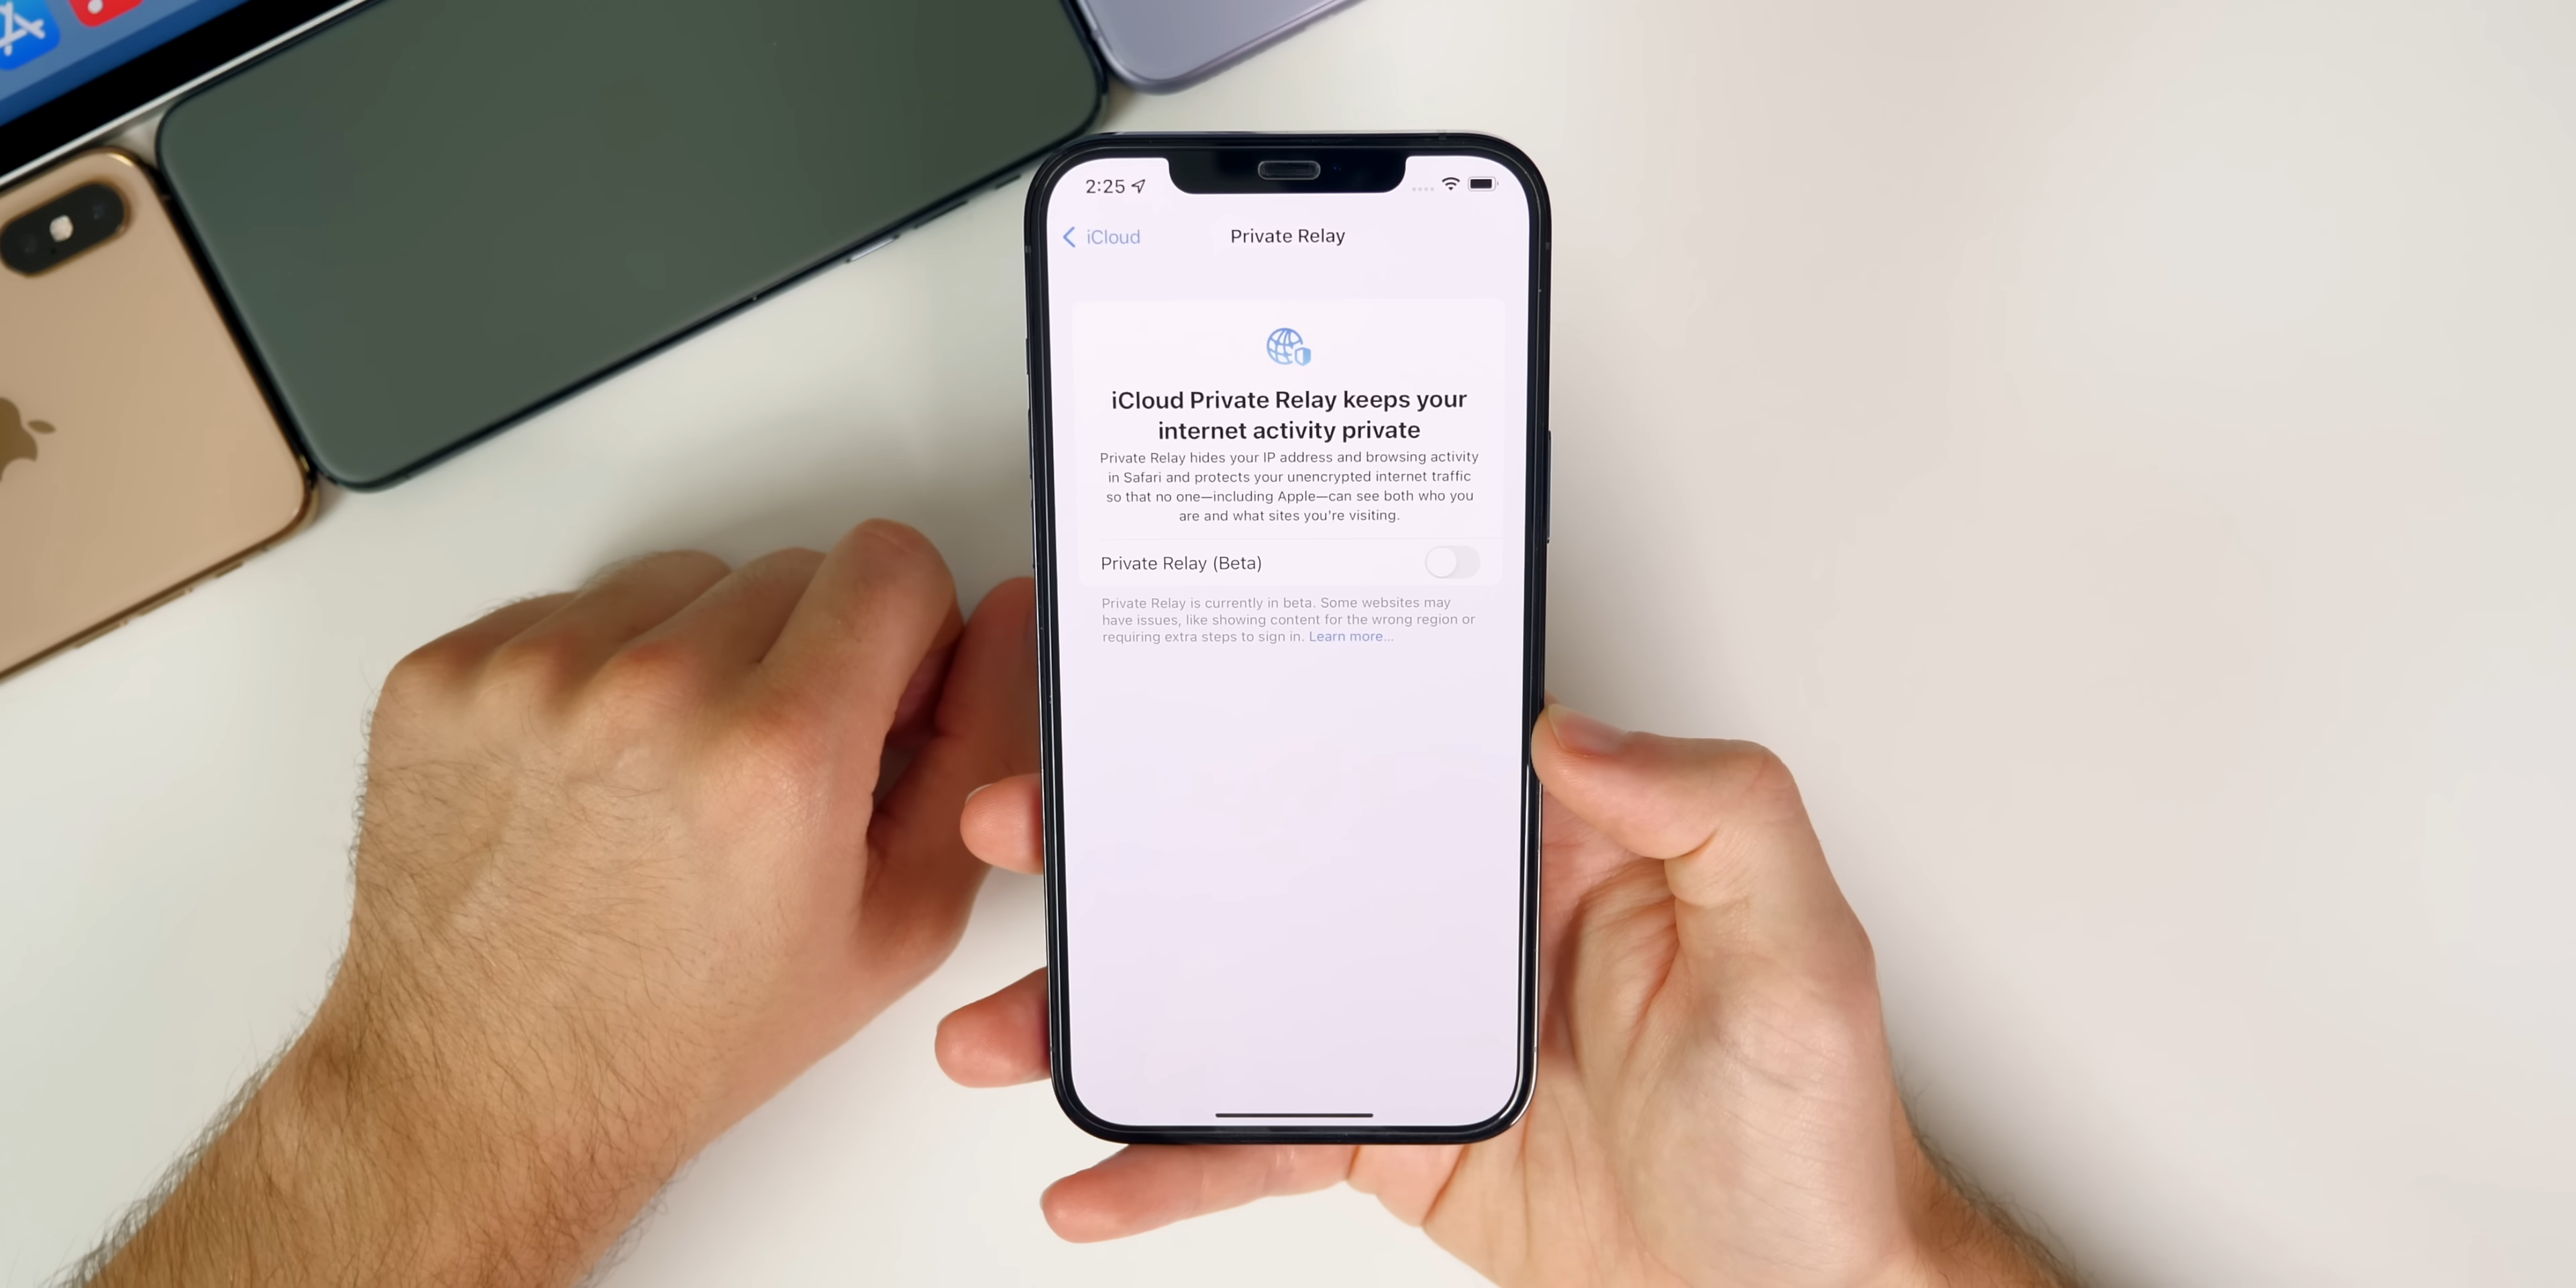 2:25
iCloud
Private Relay
iCloud Private Relay keeps your
internet activity private
Private Relay hides your IP address and browsing activity
in Safari and protects your unencrypted internet traffic
so that no one—including Apple—can see both who you
are and what sites you're visiting.
Private Relay (Beta)
Private Relay is currently in beta. Some websites may
have issues, like showing content for the wrong region or
requiring extra steps to sign in. Learn more...